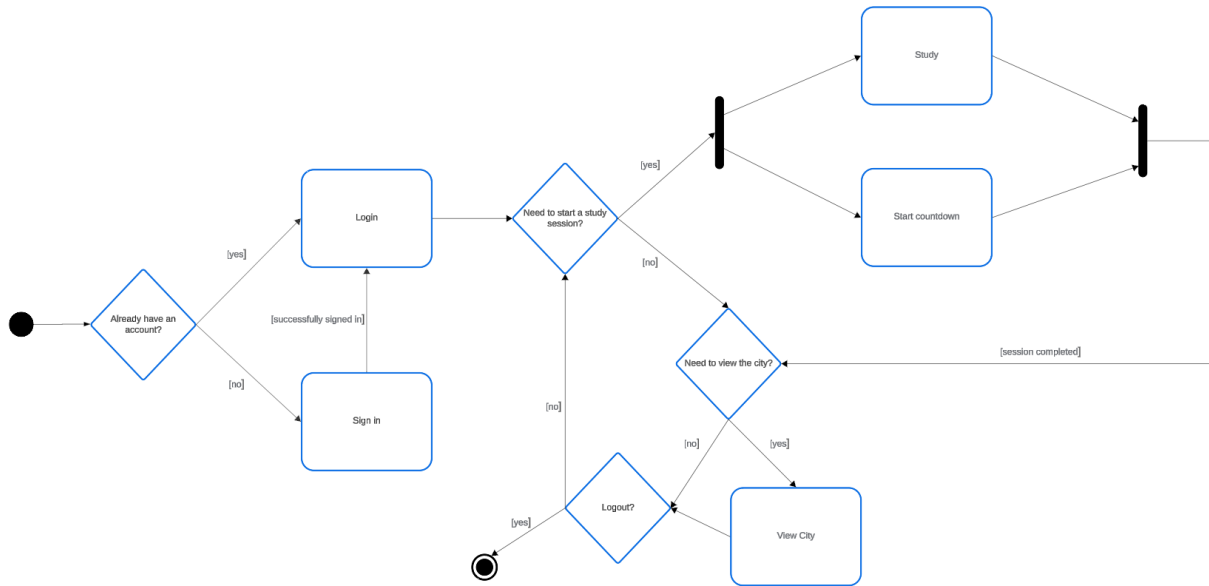 Study
[yes]
Login
Need to start a study
session?
Start countdown
[yes]
[no]
Already have an
account?
[successfully signed in]
[session completed]
Need to view the city?
[no]
[no]
Sign in
[no]
[yes]
Logout?
[yes]
View City